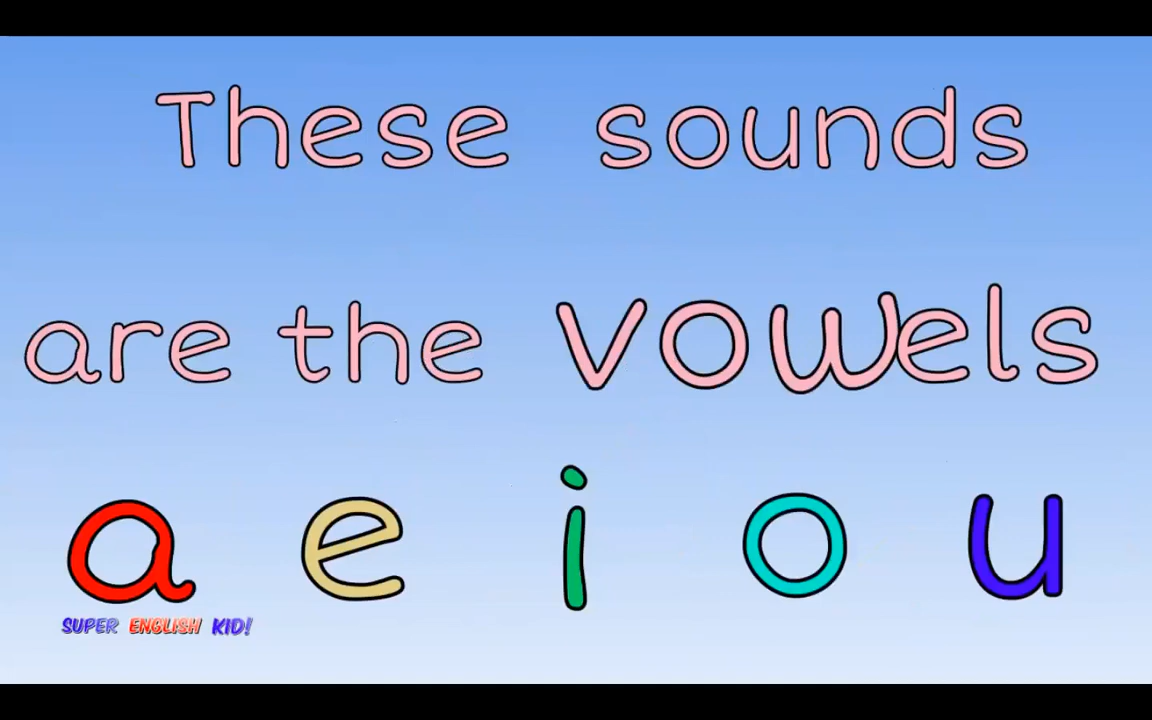 These sounds
are the vowels
a e i o u
SUPER ENGLISH KID!